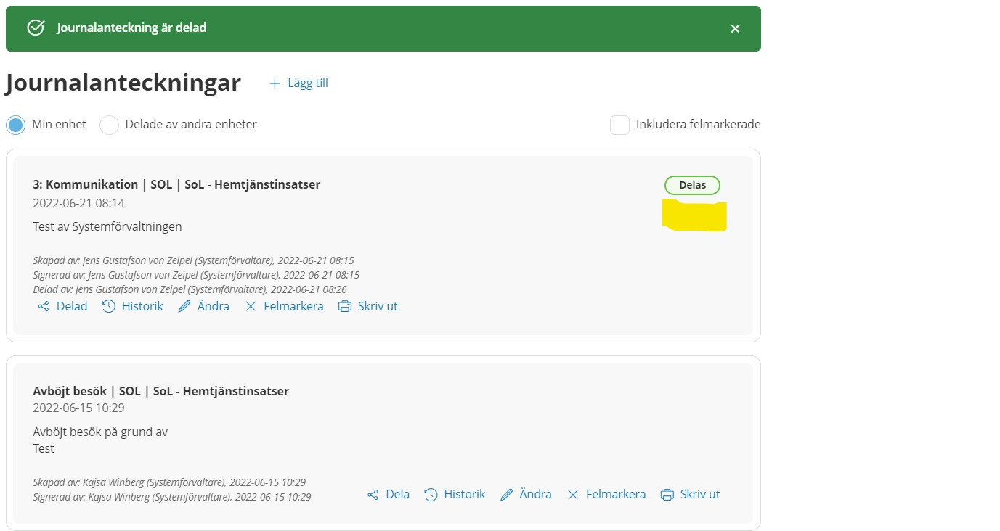 Journalanteckning är delad
Journalanteckningar
Lägg till
Min enhet
Delade av andra enheter
Inkludera felmarkerade
3: Kommunikation | SOL | SoL - Hemtjänstinsatser
Delas
2022-06-21 08:14
Test av Systemförvaltningen
Skapad av: Jens Gustafson von Zeipel (Systemförvaltare), 2022-06-21 08:15
Signerad av: Jens Gustafson von Zeipel (Systemförvaltare), 2022-06-21 08:15
Delad av: Jens Gustafson von Zeipel (Systemförvaltare), 2022-06-21 08:26
Delad Historik Ändra Felmarkera Skriv ut
Avböjt besök | SOL | SoL - Hemtjänstinsatser
2022-06-15 10:29
Avböjt besök på grund av
Test
Skapad av: Kajsa Winberg (Systemförvaltare), 2022-06-15 10:29
Signerad av: Kajsa Winberg (Systemförvaltare), 2022-06-15 10:29
Dela Historik Ändra Felmarkera Skriv ut